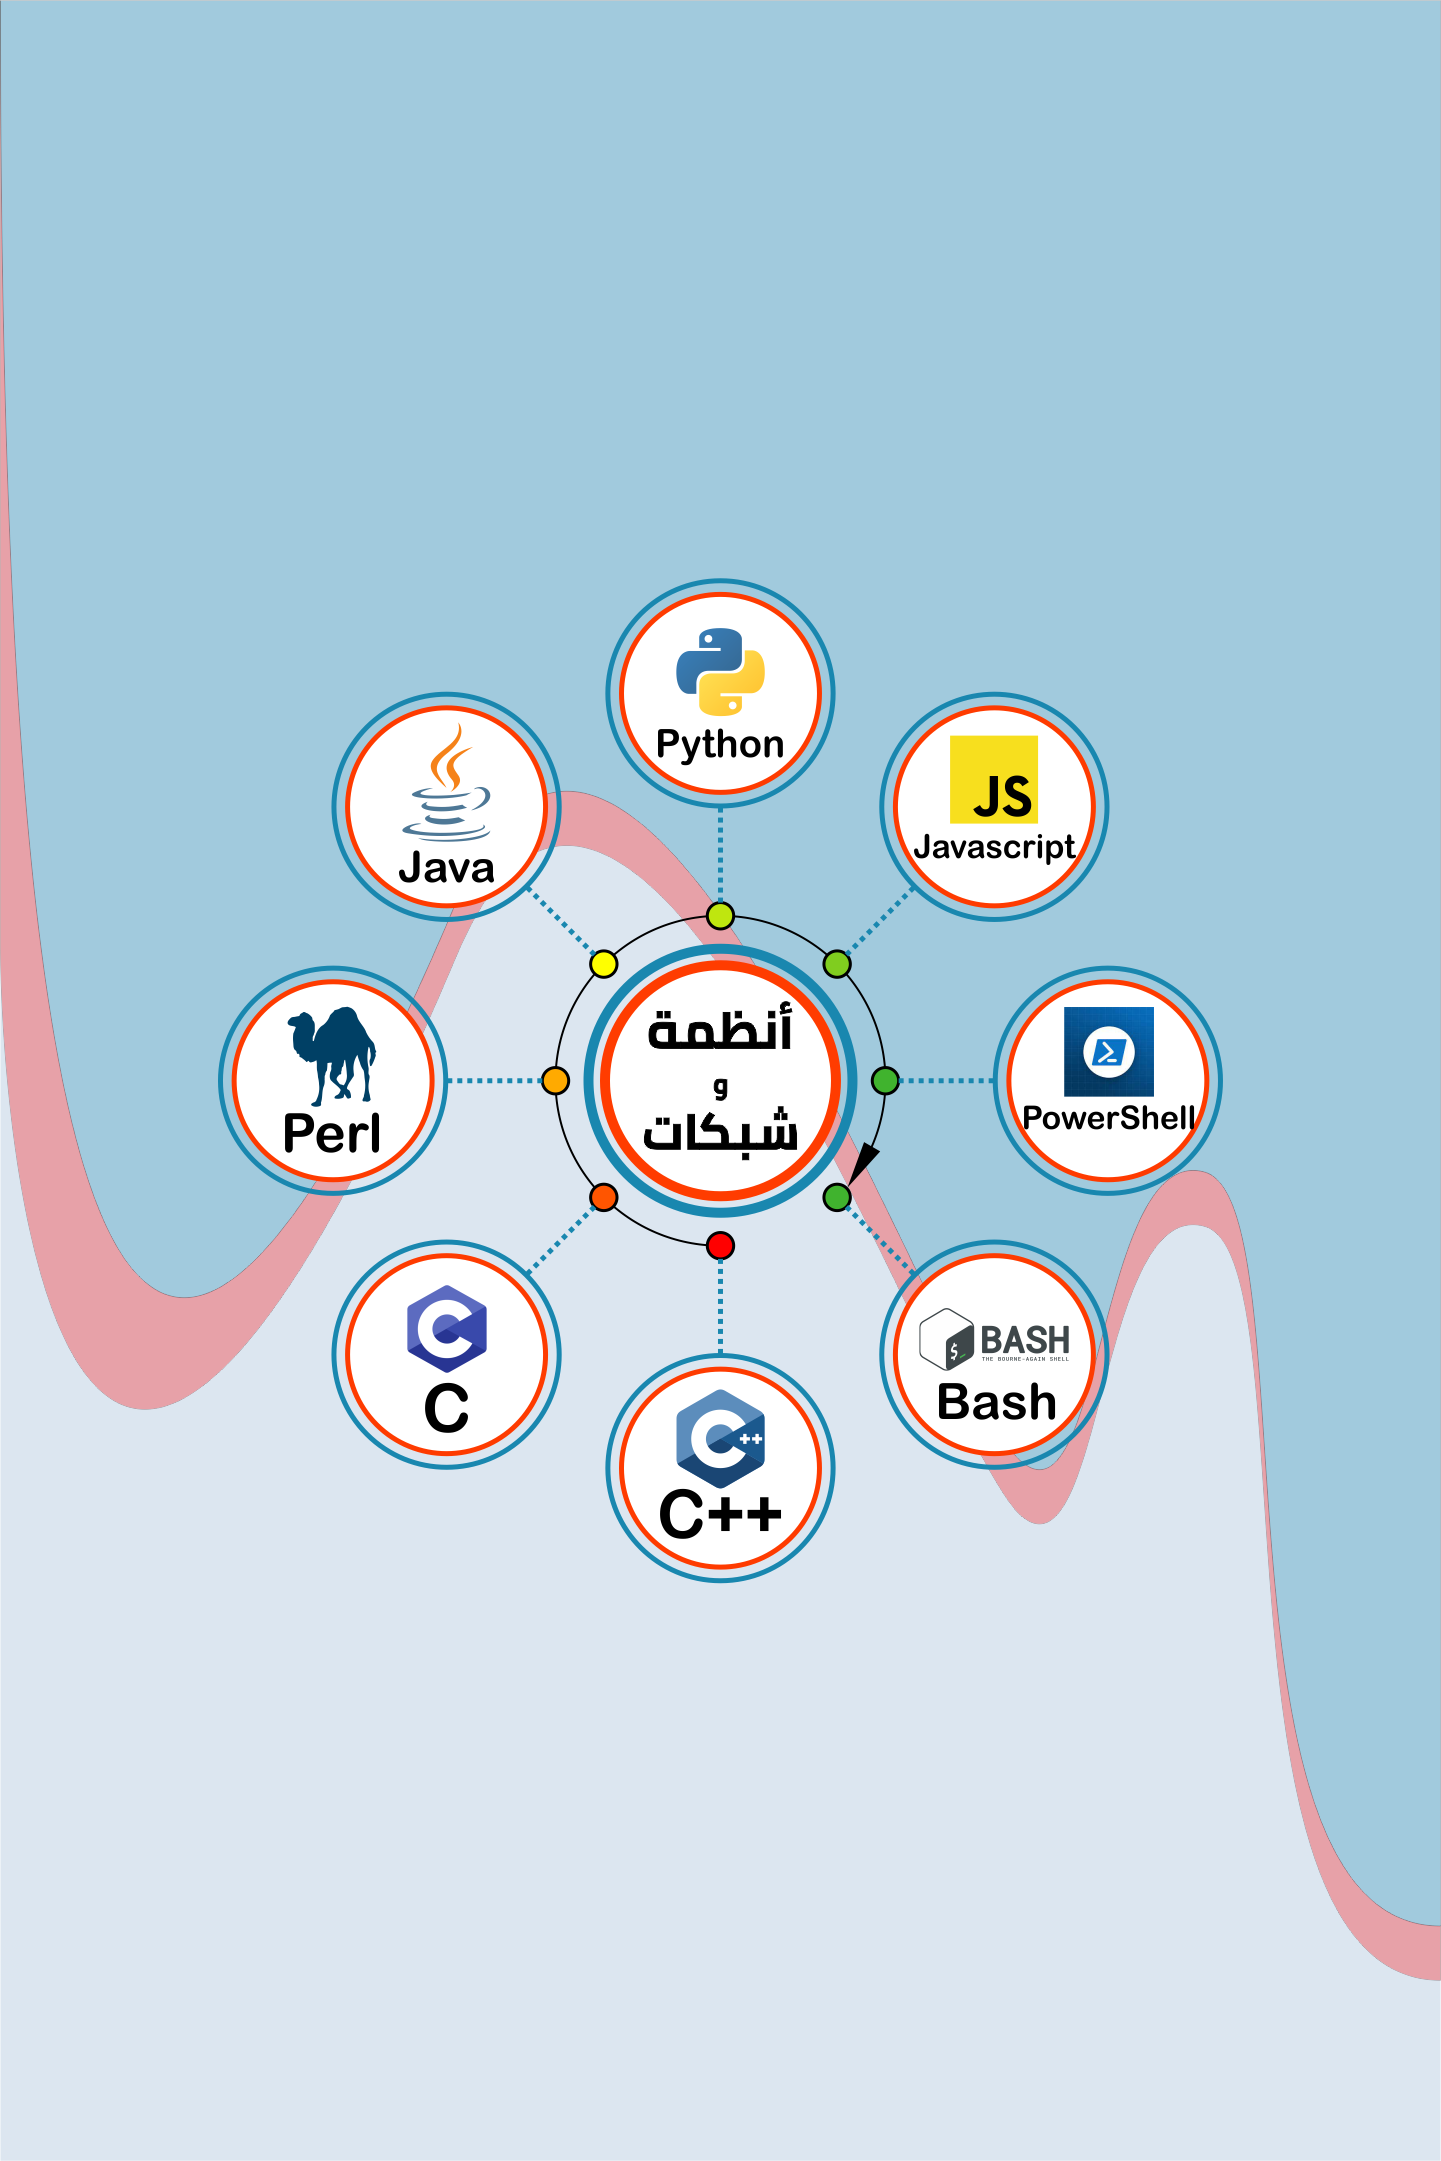 Python
JS
Javascript
Java
أنظمة
و
شبكات
PowerShell
Perl
C
C
BASH
THE BOURNE-AGAIN SHELL
Bash
C++
C++